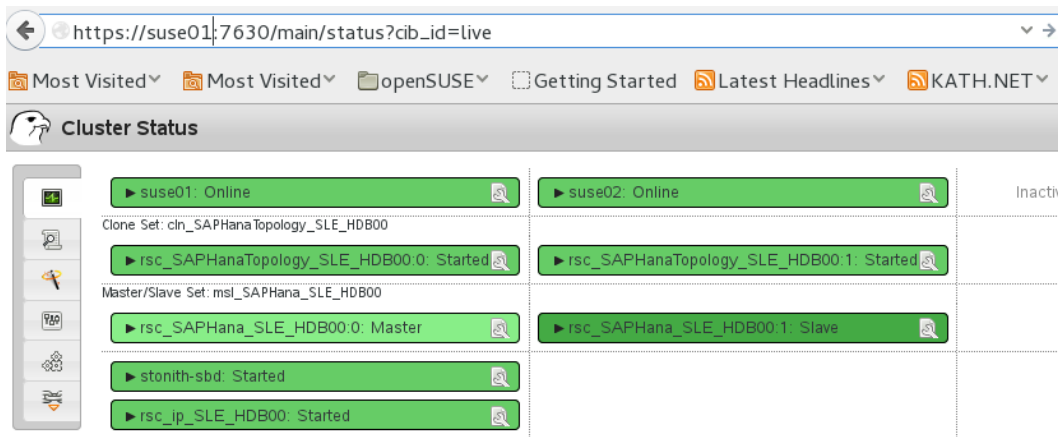 https://suse01:7630/main/status?cib_id=live
Most Visited Most Visited openSUSE Getting Started Latest Headlines KATH.NET
Cluster Status
suse01: Online suse02: Online Inactiv
Clone Set: cln_SAPHanaTopology_SLE_HDB00
rsc_SAPHanaTopology_SLE_HDB00:0: Started rsc_SAPHanaTopology_SLE_HDB00:1: Started
Master/Slave Set: msl_SAPHana_SLE_HDB00
rsc_SAPHana_SLE_HDB00:0: Master rsc_SAPHana_SLE_HDB00:1: Slave
stonith-sbd: Started
rsc_ip_SLE_HDB00: Started